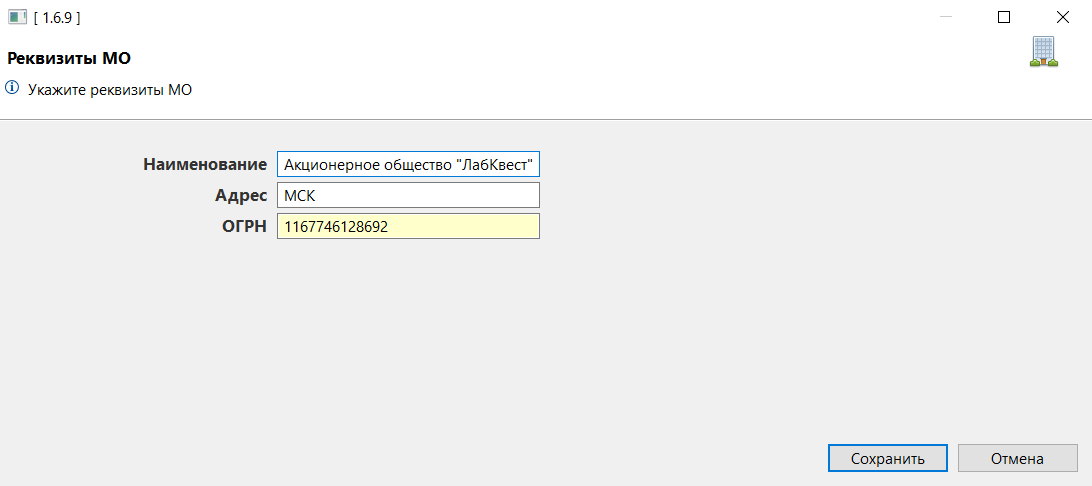 [ 1.6.9 ]
Реквизиты МО
Укажите реквизиты МО
Наименование Акционерное общество "ЛабКвест"
Адрес МСК
ОГРН 1167746128692
Сохранить Отмена